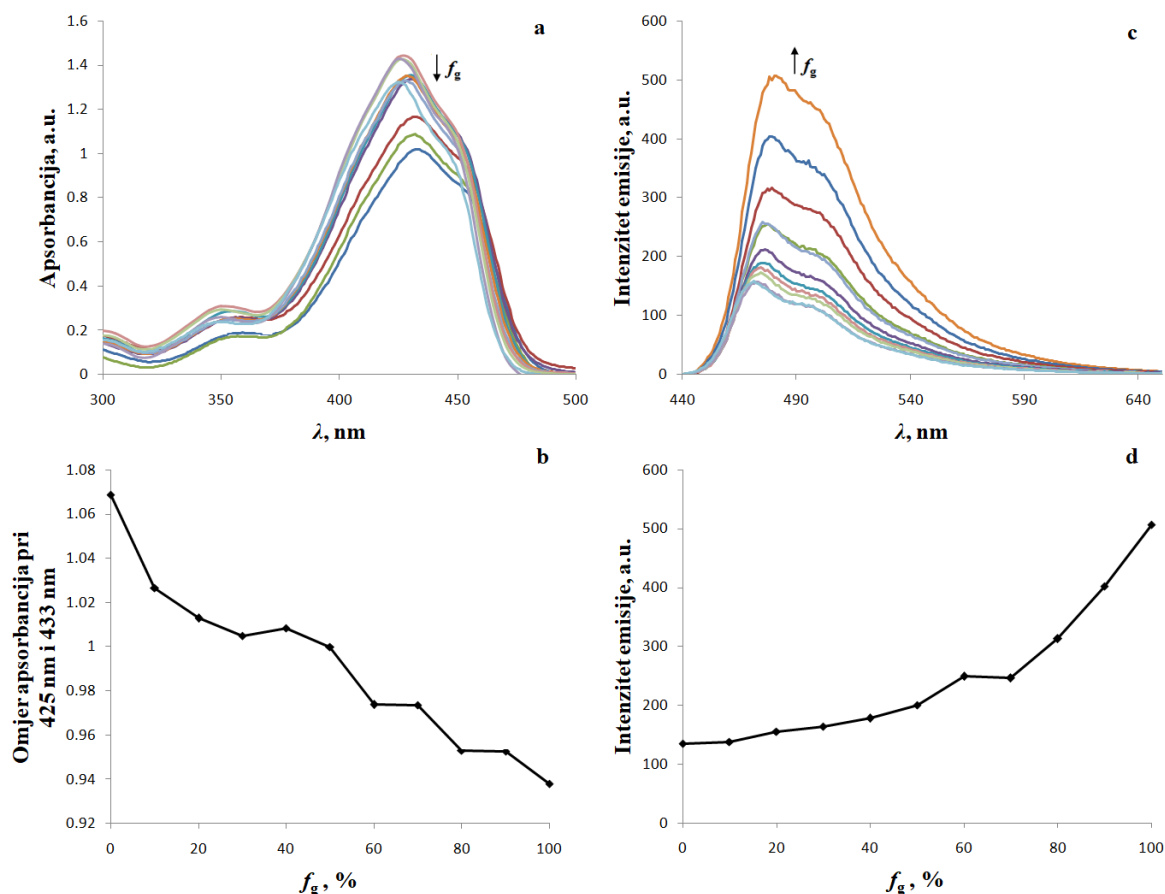 a
Apsorbancija, a.u.
1.6
1.4
1.2
1
0.8
0.6
0.4
0.2
0
fg
300 350 400 450 500
λ, nm
c
Intenzitet emisije, a.u.
600
500
400
300
200
100
0
fg
440 490 540 590 640
λ, nm
b
Omjer apsorbancija pri
425 nm i 433 nm
1.08
1.06
1.04
1.02
1
0.98
0.96
0.94
0.92
0 20 40 60 80 100
fg , %
d
Intenzitet emisije, a.u.
600
500
400
300
200
100
0
0 20 40 60 80 100
fg , %